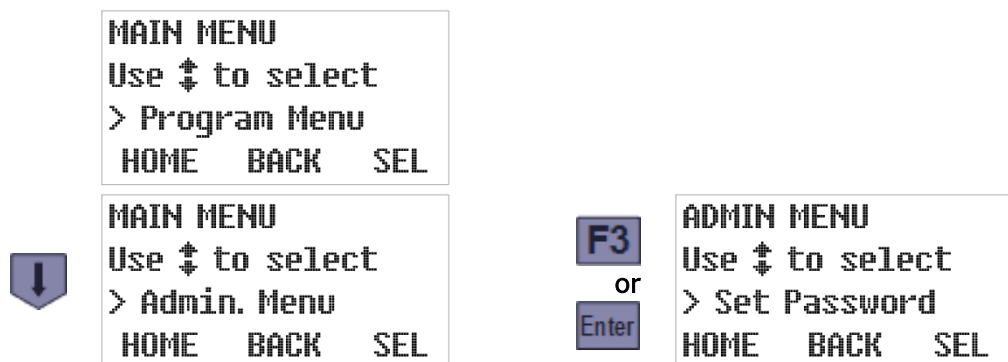 MAIN MENU
Use ↕ to select
> Program Menu
HOME BACK SEL
MAIN MENU
Use ↕ to select
> Admin. Menu
HOME BACK SEL
F3
or
Enter
ADMIN MENU
Use ↕ to select
> Set Password
HOME BACK SEL